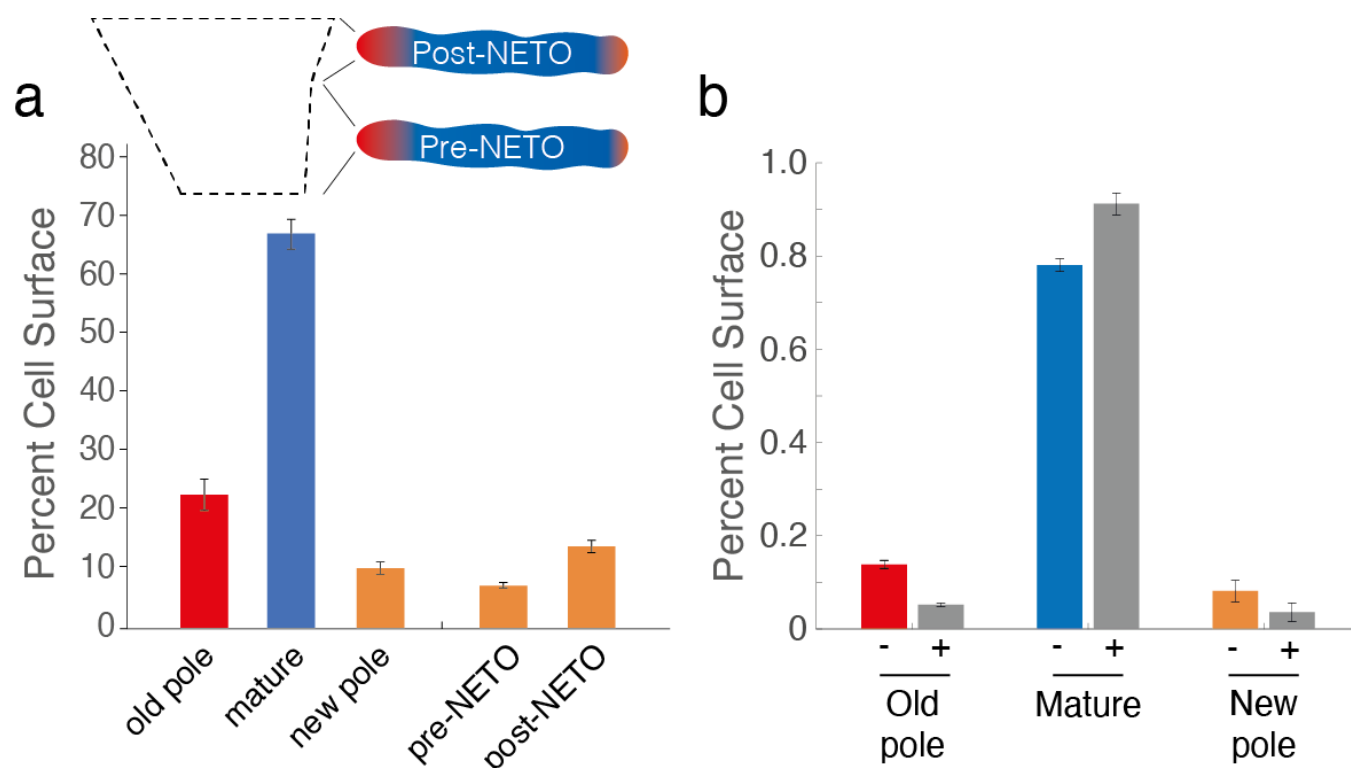 a
Post-NETO
Pre-NETO
Percent Cell Surface
80
70
60
50
40
30
20
10
0
old pole
mature
new pole
pre-NETO
post-NETO
b
Percent Cell Surface
1.0
0.8
0.6
0.4
0.2
0
- + - + - +
Old pole
Mature
New pole